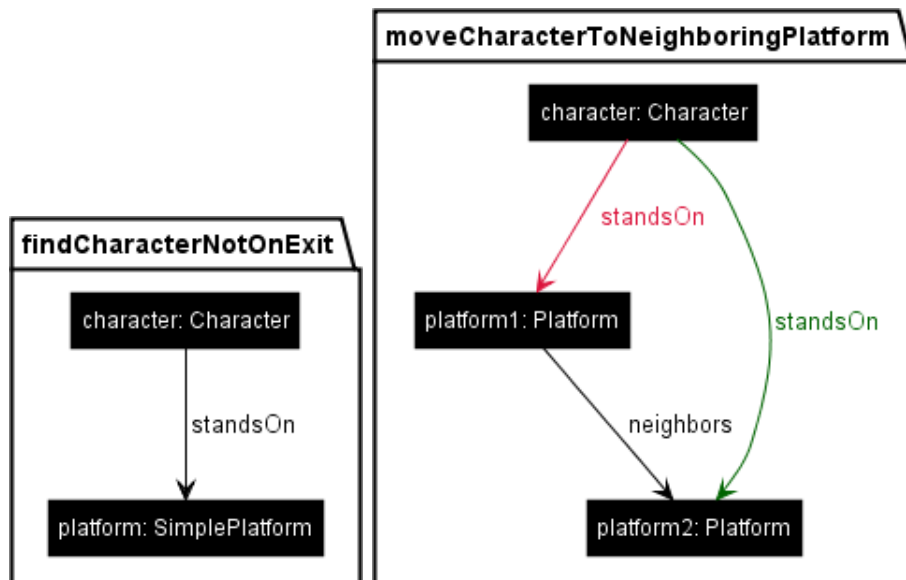 findCharacterNotOnExit
character: Character
standsOn
platform: SimplePlatform
moveCharacterToNeighboringPlatform
character: Character
standsOn
platform1: Platform
standsOn
neighbors
platform2: Platform